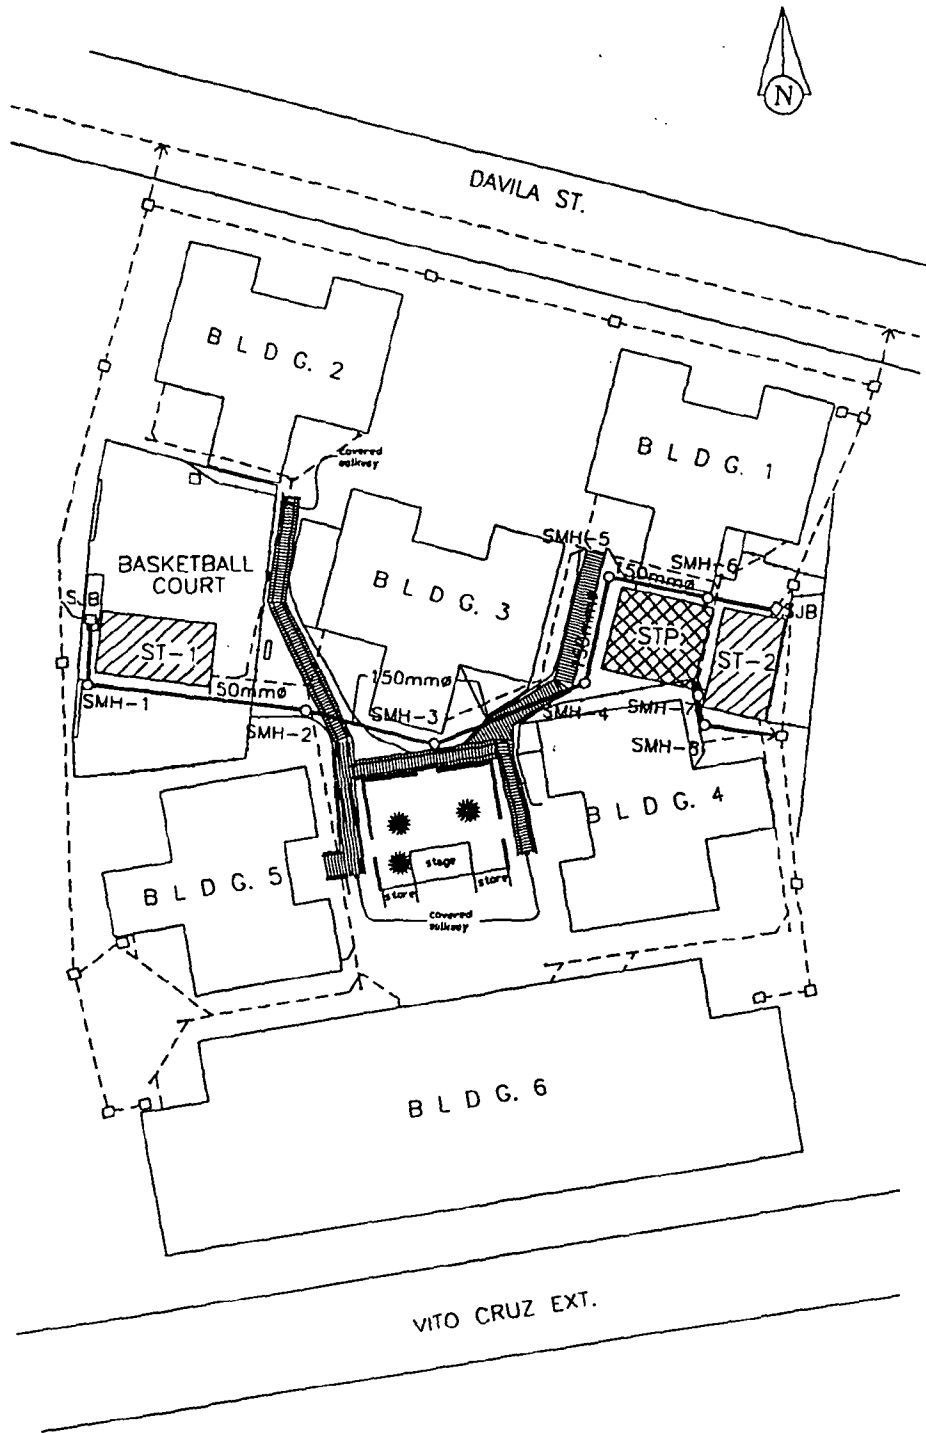 N
DAVILA ST.
BLDG. 2
BLDG. 1
covered
walkway
SMH-5
SMH-6
150mmø
BASKETBALL
COURT
BLDG. 3
SJB
SJB
STP
150mmø
ST-1
ST-2
150mmø
50mmø
SMH-1
SMH-2
SMH-3
SMH-4
SMH-7
SMH-8
BLDG. 4
BLDG. 5
stage
store
store
covered
walkway
BLDG. 6
VITO CRUZ EXT.